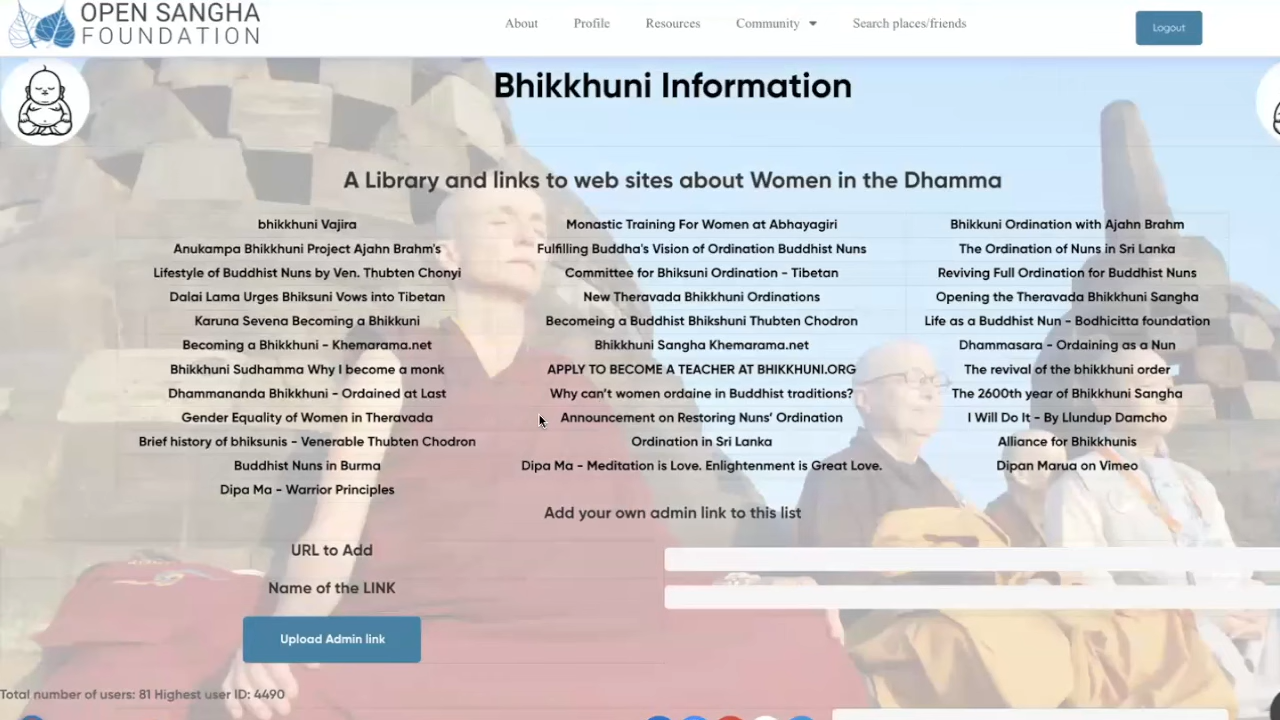 OPEN SANGHA
FOUNDATION
About Profile Resources Community Search places/friends Logout
Bhikkhuni Information
A Library and links to web sites about Women in the Dhamma
bhikkhuni Vajira Monastic Training For Women at Abhayagiri Bhikkuni Ordination with Ajahn Brahm
Anukampa Bhikkhuni Project Ajahn Brahm's Fulfilling Buddha's Vision of Ordination Buddhist Nuns The Ordination of Nuns in Sri Lanka
Lifestyle of Buddhist Nuns by Ven. Thubten Chonyi Committee for Bhiksuni Ordination - Tibetan Reviving Full Ordination for Buddhist Nuns
Dalai Lama Urges Bhiksuni Vows into Tibetan New Theravada Bhikkhuni Ordinations Opening the Theravada Bhikkhuni Sangha
Karuna Sevena Becoming a Bhikkuni Becomeing a Buddhist Bhikshuni Thubten Chodron Life as a Buddhist Nun - Bodhicitta foundation
Becoming a Bhikkhuni - Khemarama.net Bhikkhuni Sangha Khemarama.net Dhammasara - Ordaining as a Nun
Bhikkhuni Sudhamma Why I become a monk APPLY TO BECOME A TEACHER AT BHIKKHUNI.ORG The revival of the bhikkhuni order
Dhammananda Bhikkhuni - Ordained at Last Why can't women ordaine in Buddhist traditions? The 2600th year of Bhikkhuni Sangha
Gender Equality of Women in Theravada Announcement on Restoring Nuns' Ordination I Will Do It - By Llundup Damcho
Brief history of bhiksunis - Venerable Thubten Chodron Ordination in Sri Lanka Alliance for Bhikkhunis
Buddhist Nuns in Burma Dipa Ma - Meditation is Love. Enlightenment is Great Love. Dipan Marua on Vimeo
Dipa Ma - Warrior Principles
Add your own admin link to this list
URL to Add
Name of the LINK
Upload Admin link
Total number of users: 81 Highest user ID: 4490